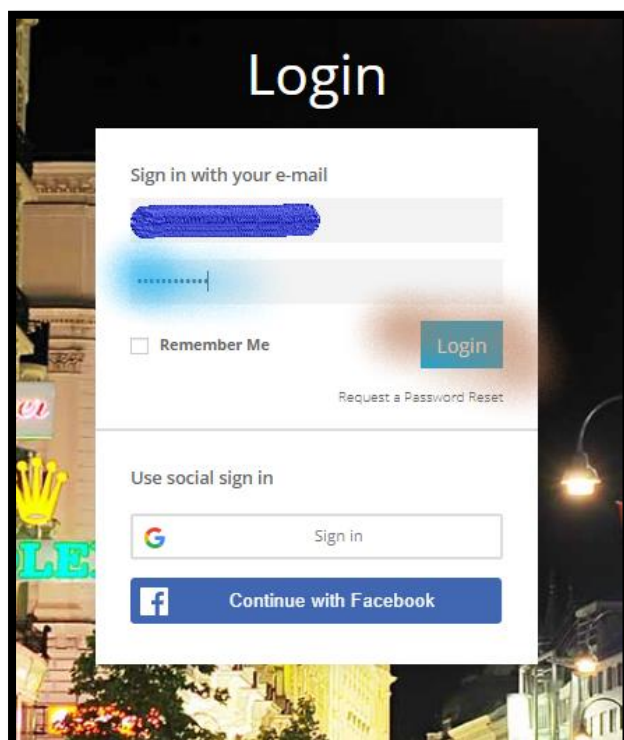 Login
Sign in with your e-mail
Remember Me
Login
Request a Password Reset
Use social sign in
Sign in
Continue with Facebook